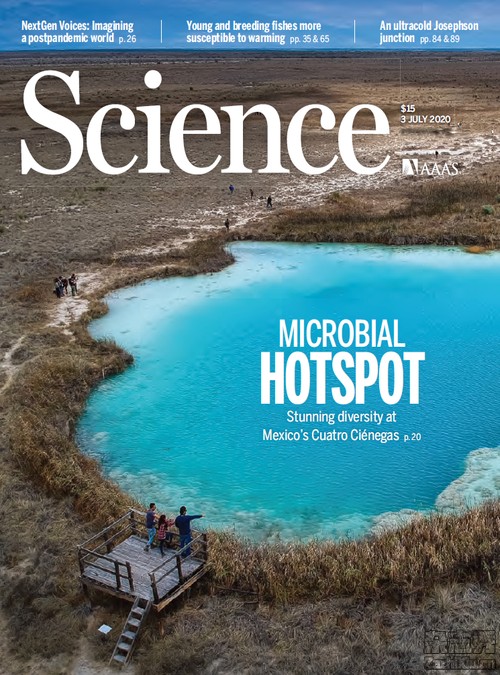 NextGen Voices: Imagining
a postpandemic world p. 26
Young and breeding fishes more
susceptible to warming pp. 35 & 65
An ultracold Josephson
junction pp. 84 & 89
Science
$15
3 JULY 2020
AAAS
MICROBIAL
HOTSPOT
Stunning diversity at
Mexico's Cuatro Ciénegas p. 20